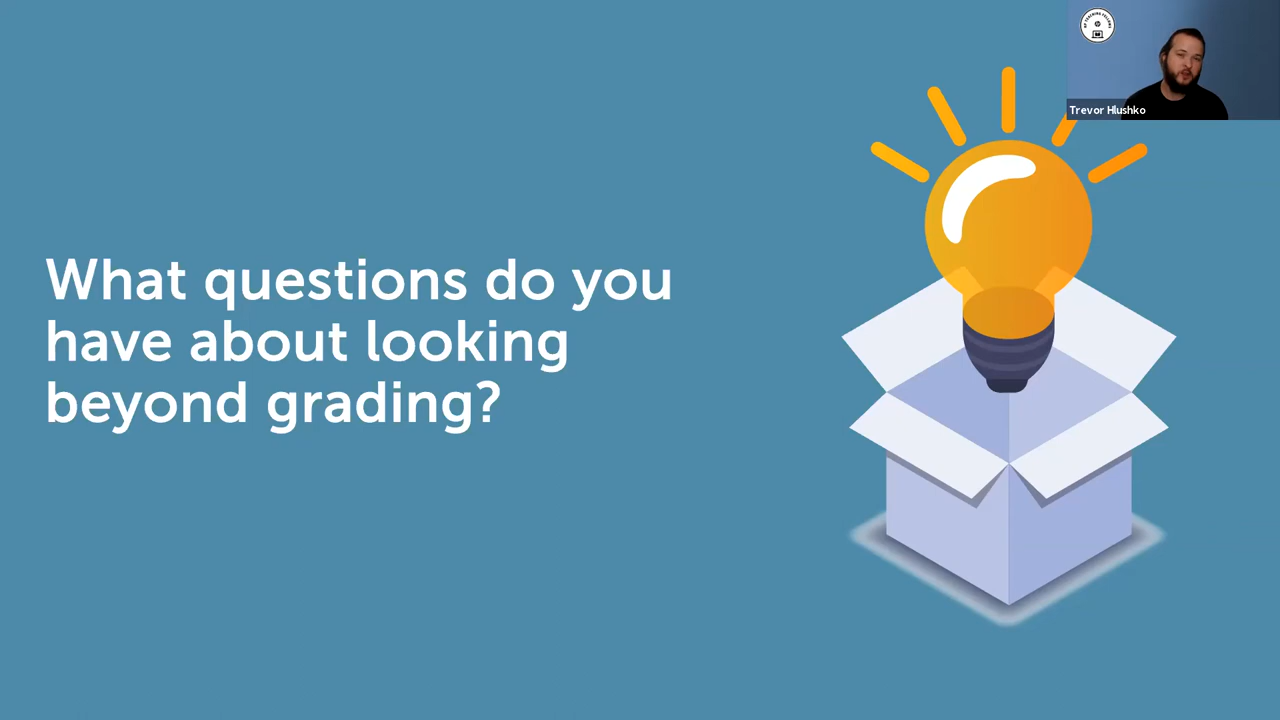 What questions do you
have about looking
beyond grading?
Trevor Hlushko